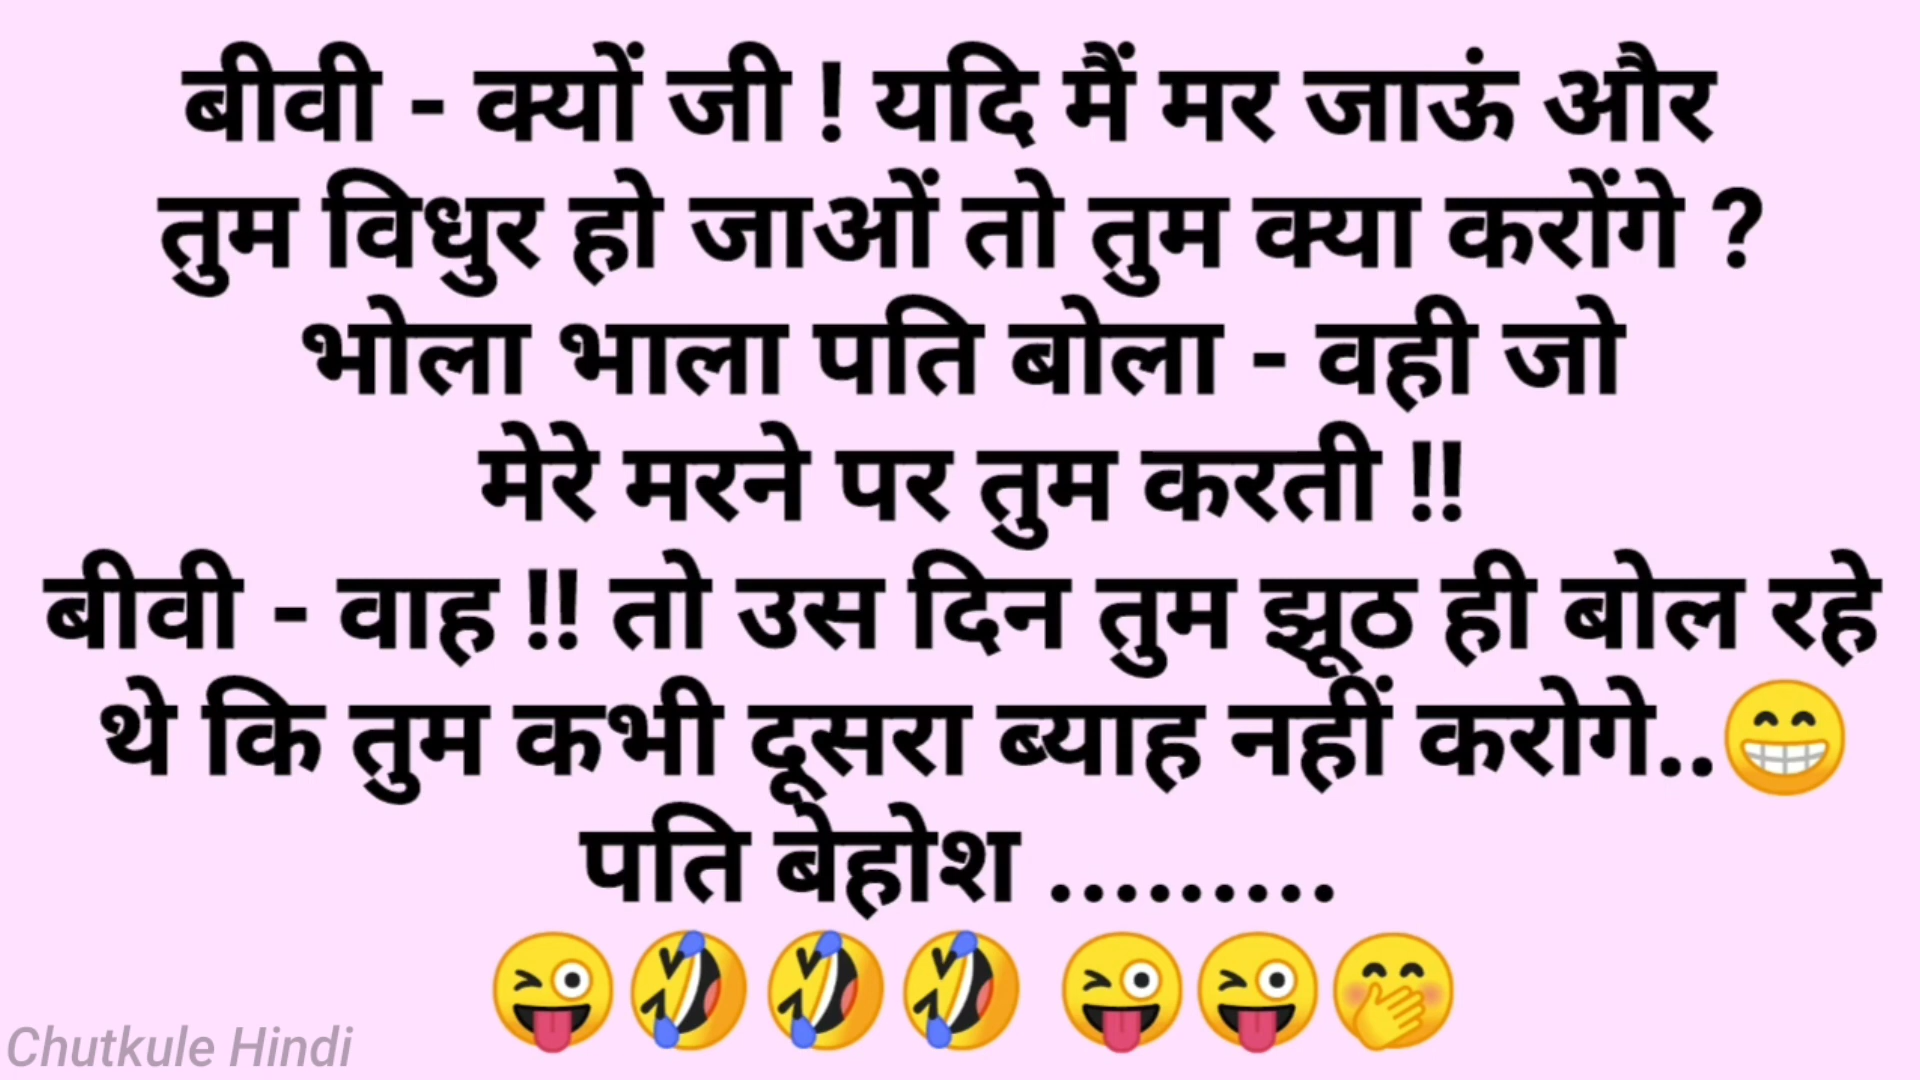 बीवी - क्यों जी ! यदि मैं मर जाऊं और
तुम विधुर हो जाओं तो तुम क्या करोंगे ?
भोला भाला पति बोला - वही जो
मेरे मरने पर तुम करती !!
बीवी - वाह !! तो उस दिन तुम झूठ ही बोल रहे
थे कि तुम कभी दूसरा ब्याह नहीं करोगे..😁
पति बेहोश .........
😜🤣🤣🤣 😜😜🤭
Chutkule Hindi